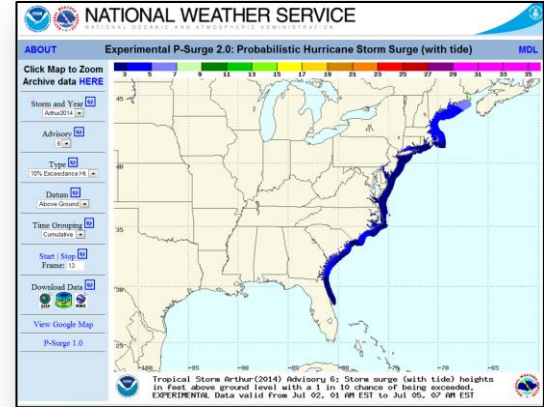 NATIONAL WEATHER SERVICE
NATIONAL OCEANIC AND ATMOSPHERIC ADMINISTRATION
ABOUT Experimental P-Surge 2.0: Probabilistic Hurricane Storm Surge (with tide) MDL
Click Map to Zoom
Archive data HERE
3 5 7 9 11 13 15 17 19 21 23 25 27 29 31 33 35
Storm and Year
Arthur2014
Advisory
6
Type
10% Exceedance Ht.
Datum
Above Ground
Time Grouping
Cumulative
Start | Stop
Frame: 13
Download Data
View Google Map
P-Surge 1.0
45
40
35
30
25
-100 -95 -90 -85 -80 -75 -70 -65
Tropical Storm Arthur(2014) Advisory 6; Storm surge (with tide) heights
in feet above ground level with a 1 in 10 chance of being exceeded.
EXPERIMENTAL Data valid from Jul 02, 01 AM EST to Jul 05, 07 AM EST